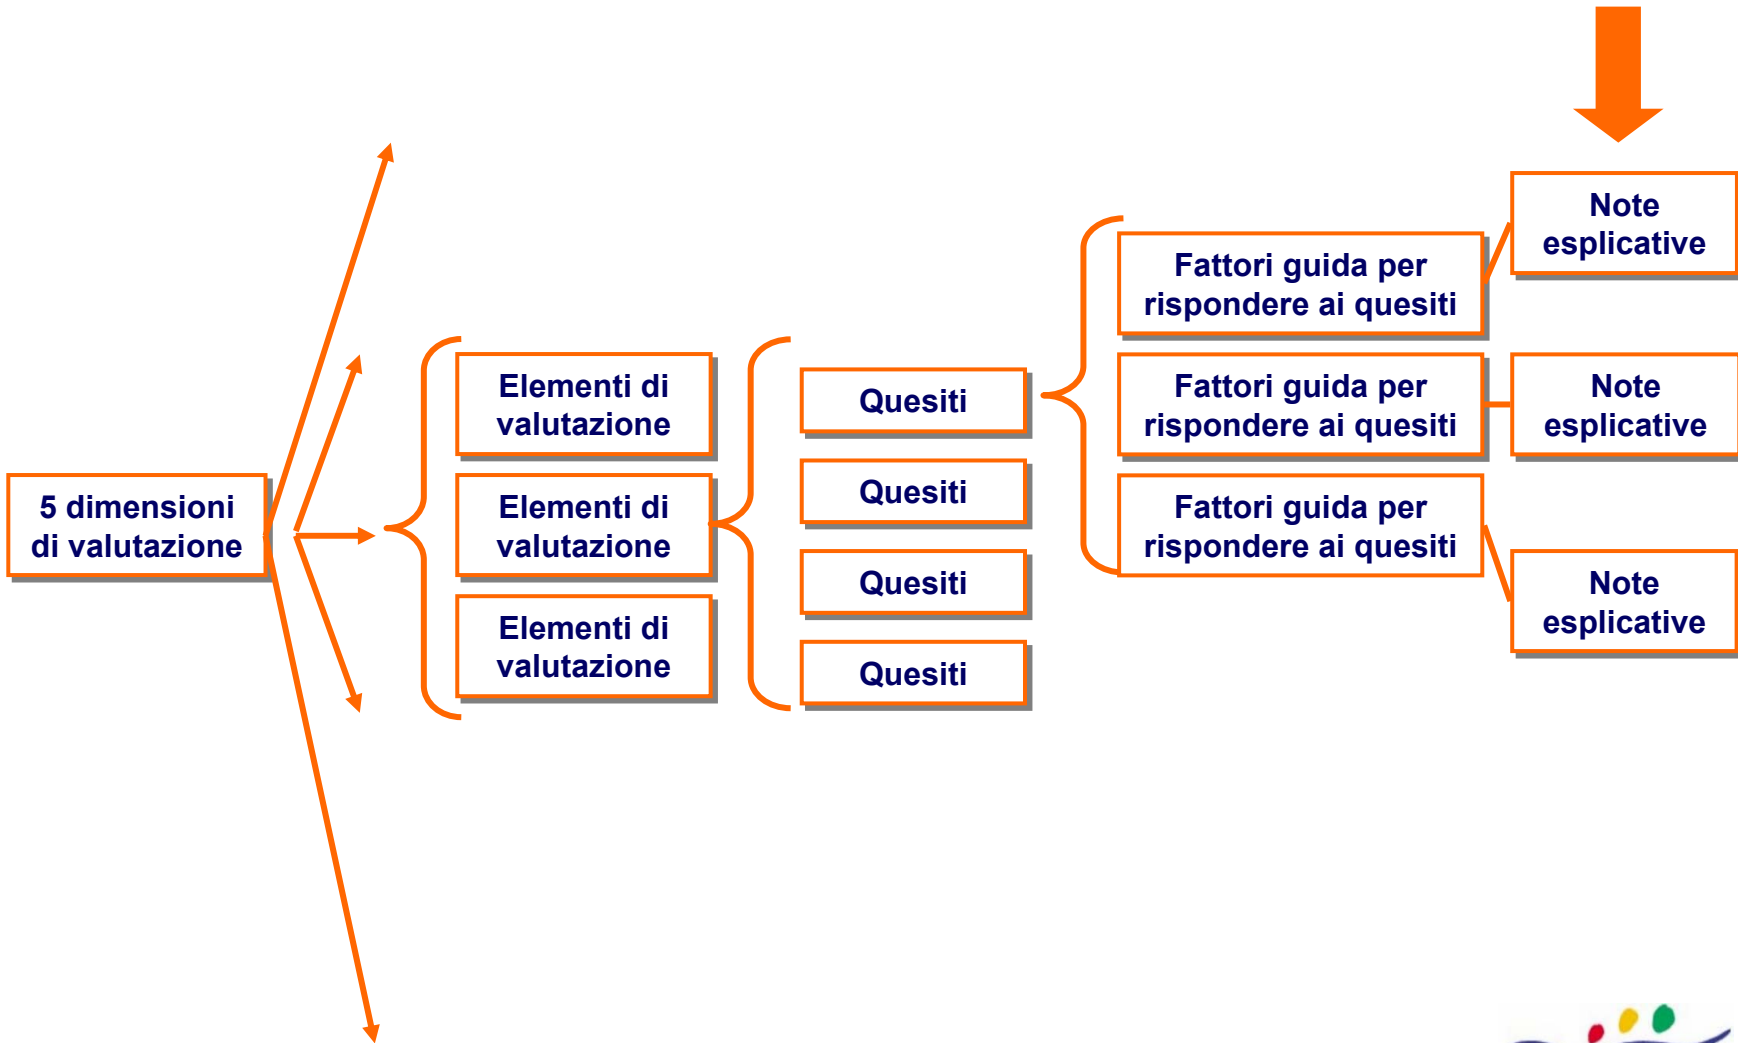 5 dimensioni
di valutazione
Elementi di
valutazione
Elementi di
valutazione
Elementi di
valutazione
Quesiti
Quesiti
Quesiti
Quesiti
Fattori guida per
rispondere ai quesiti
Fattori guida per
rispondere ai quesiti
Fattori guida per
rispondere ai quesiti
Note
esplicative
Note
esplicative
Note
esplicative